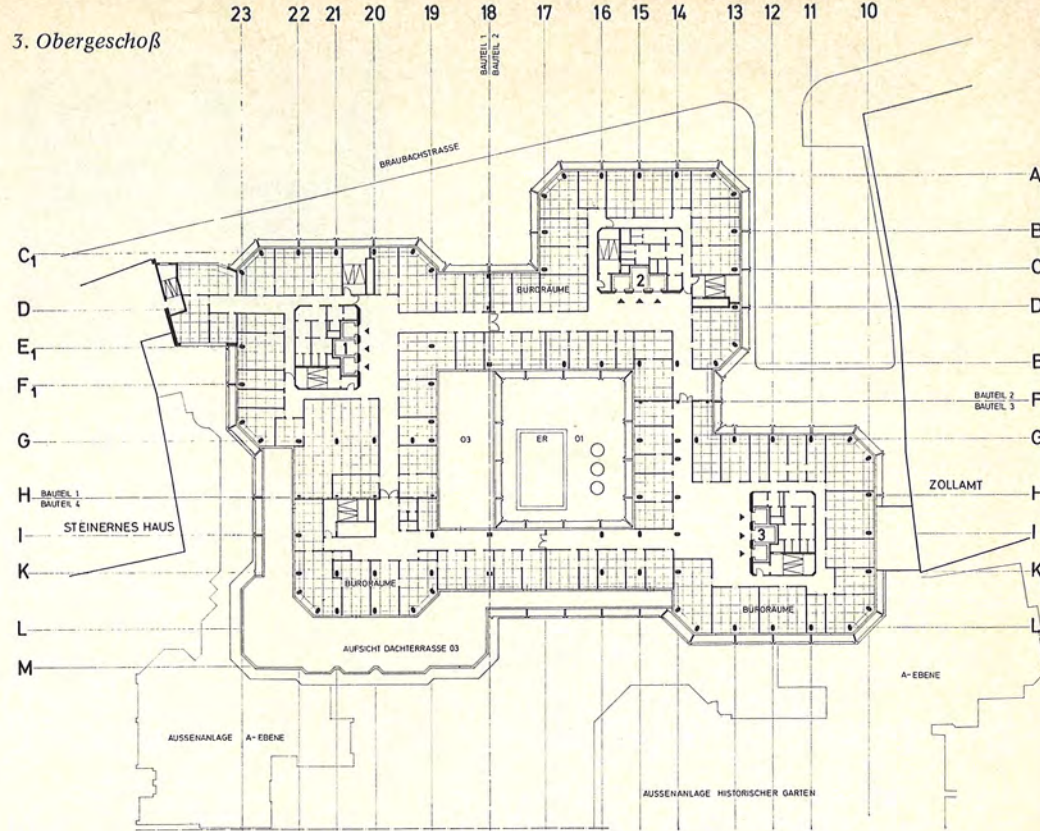 23 22 21 20 19 18 17 16 15 14 13 12 11 10
3. Obergeschoß
BAUTEIL 1
BAUTEIL 2
BRAUBACHSTRASSE
A
B
C₁
C
2
BÜRORÄUME
D
D
1
E₁
E
F₁
F
BAUTEIL 2
BAUTEIL 3
G
G
03
ER
01
H
H
BAUTEIL 1
BAUTEIL 4
ZOLLAMT
STEINERNES HAUS
I
I
3
K
K
BÜRORÄUME
BÜRORÄUME
L
L
AUFSICHT DACHTERRASSE 03
M
A-EBENE
AUSSENANLAGE A-EBENE
AUSSENANLAGE HISTORISCHER GARTEN